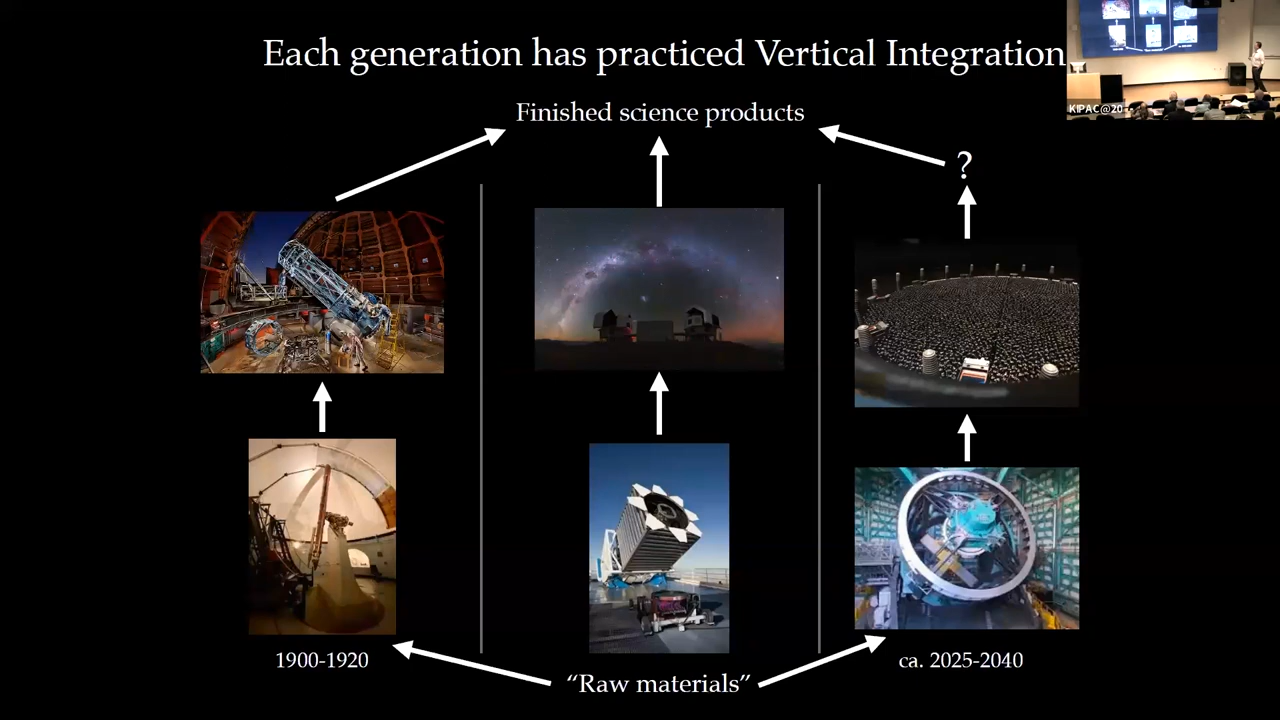 Each generation has practiced Vertical Integration
KIPAC@20
Finished science products
?
1900-1920
ca. 2025-2040
“Raw materials”